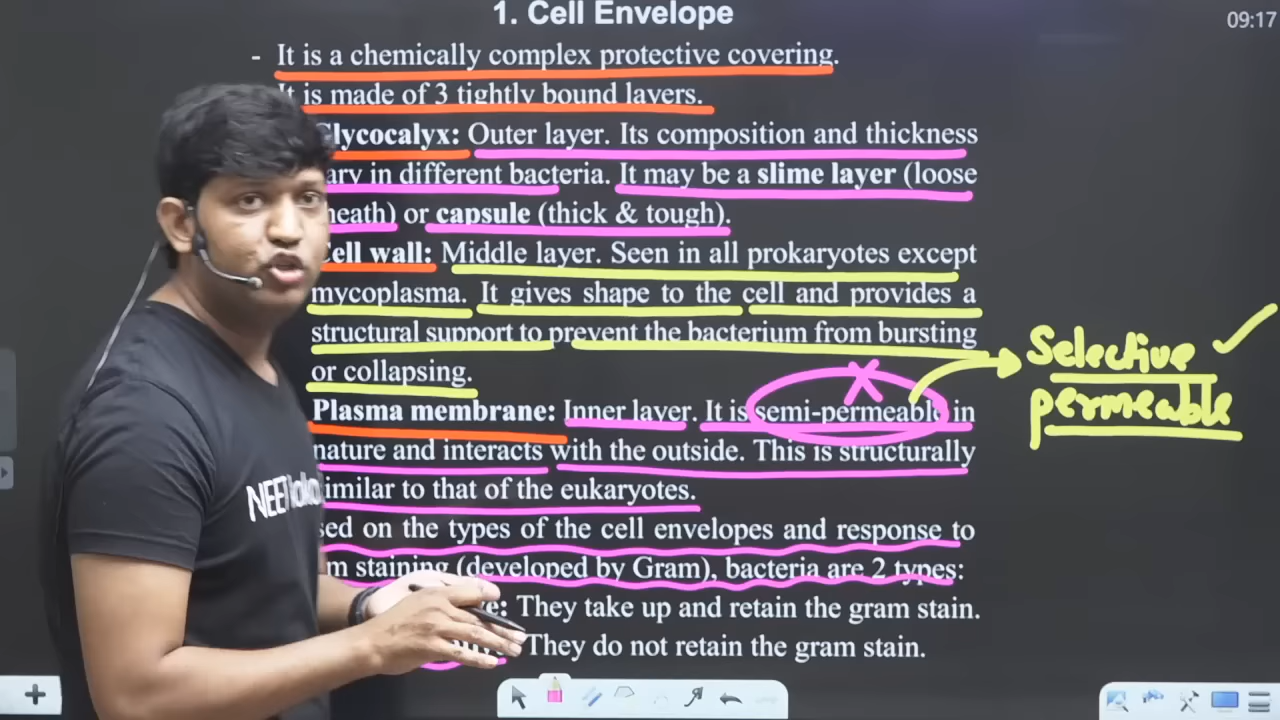 1. Cell Envelope
09:17
- It is a chemically complex protective covering.
It is made of 3 tightly bound layers.
lycocalyx: Outer layer. Its composition and thickness
ary in different bacteria. It may be a slime layer (loose
heath) or capsule (thick & tough).
Cell wall: Middle layer. Seen in all prokaryotes except
mycoplasma. It gives shape to the cell and provides a
structural support to prevent the bacterium from bursting
or collapsing.
Selective
permeable
Plasma membrane: Inner layer. It is semi-permeable in
nature and interacts with the outside. This is structurally
imilar to that of the eukaryotes.
sed on the types of the cell envelopes and response to
m staining (developed by Gram), bacteria are 2 types:
e: They take up and retain the gram stain.
They do not retain the gram stain.
NEET